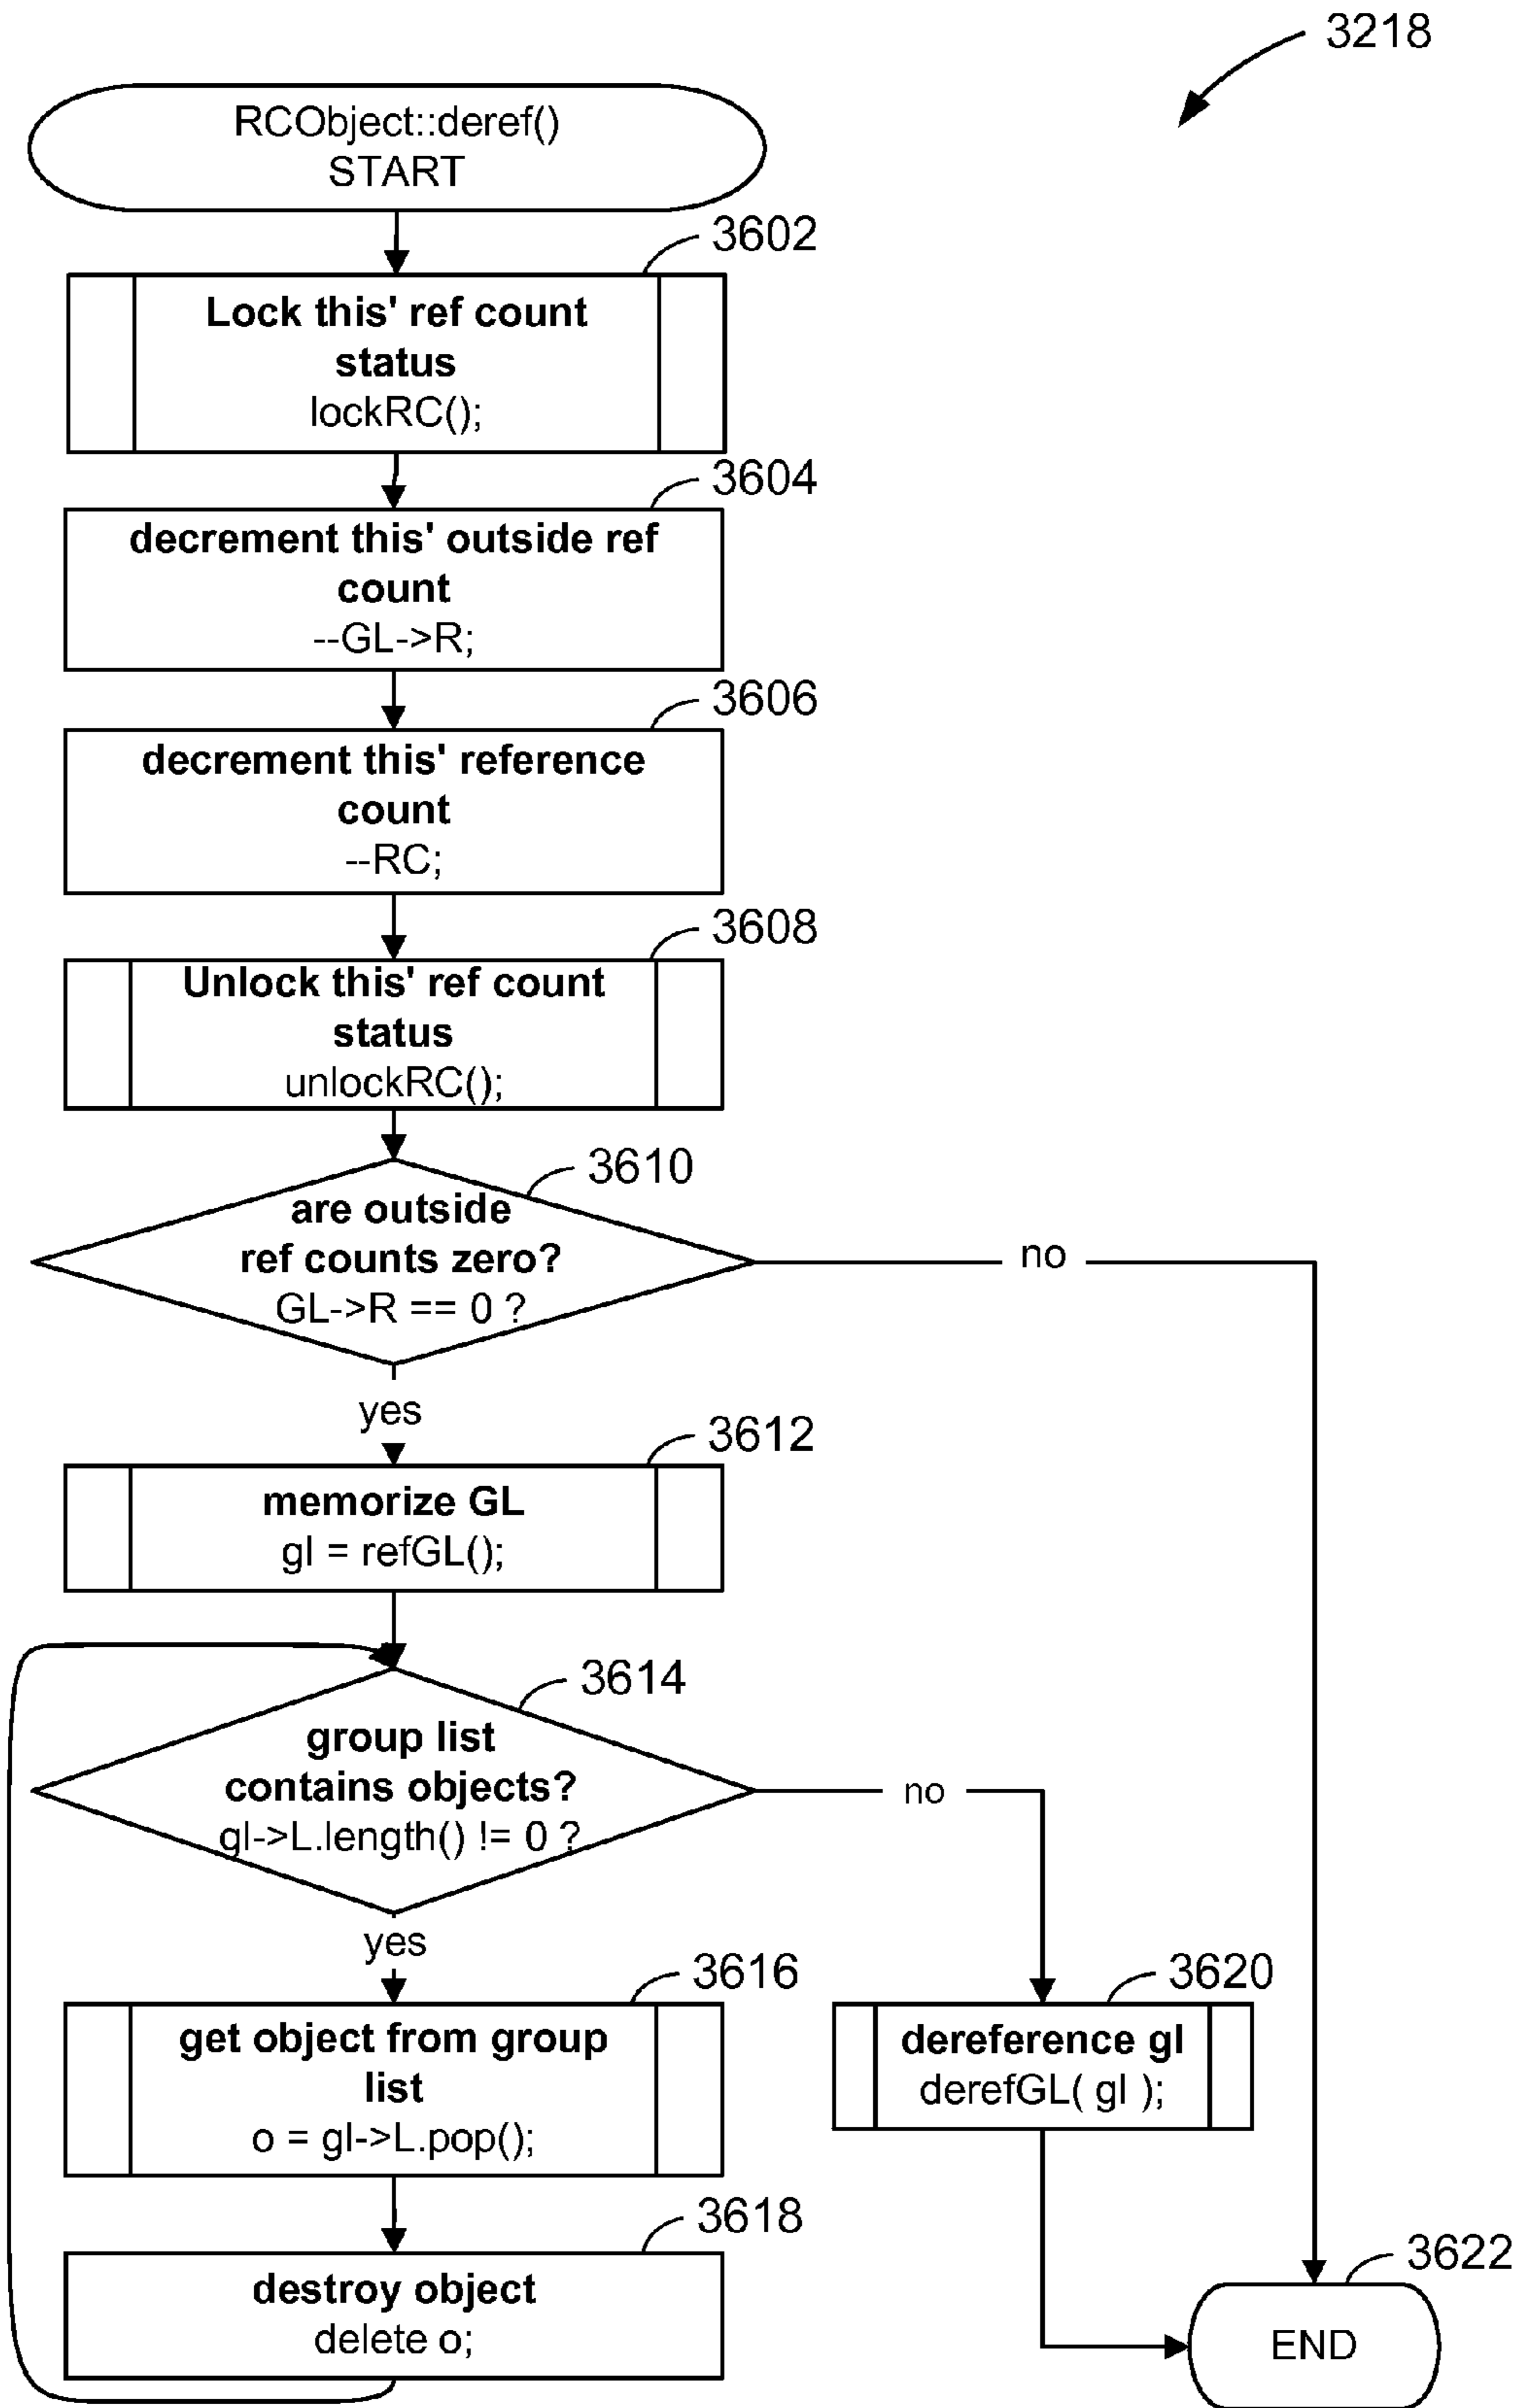 3218
RCObject::deref()
START
3602
Lock this' ref count
status
lockRC();
3604
decrement this' outside ref
count
--GL->R;
3606
decrement this' reference
count
--RC;
3608
Unlock this' ref count
status
unlockRC();
3610
are outside
ref counts zero?
GL->R == 0 ?
no
yes
3612
memorize GL
gl = refGL();
3614
group list
contains objects?
gl->L.length() != 0 ?
no
yes
3616
get object from group
list
o = gl->L.pop();
3620
dereference gl
derefGL( gl );
3618
destroy object
delete o;
3622
END